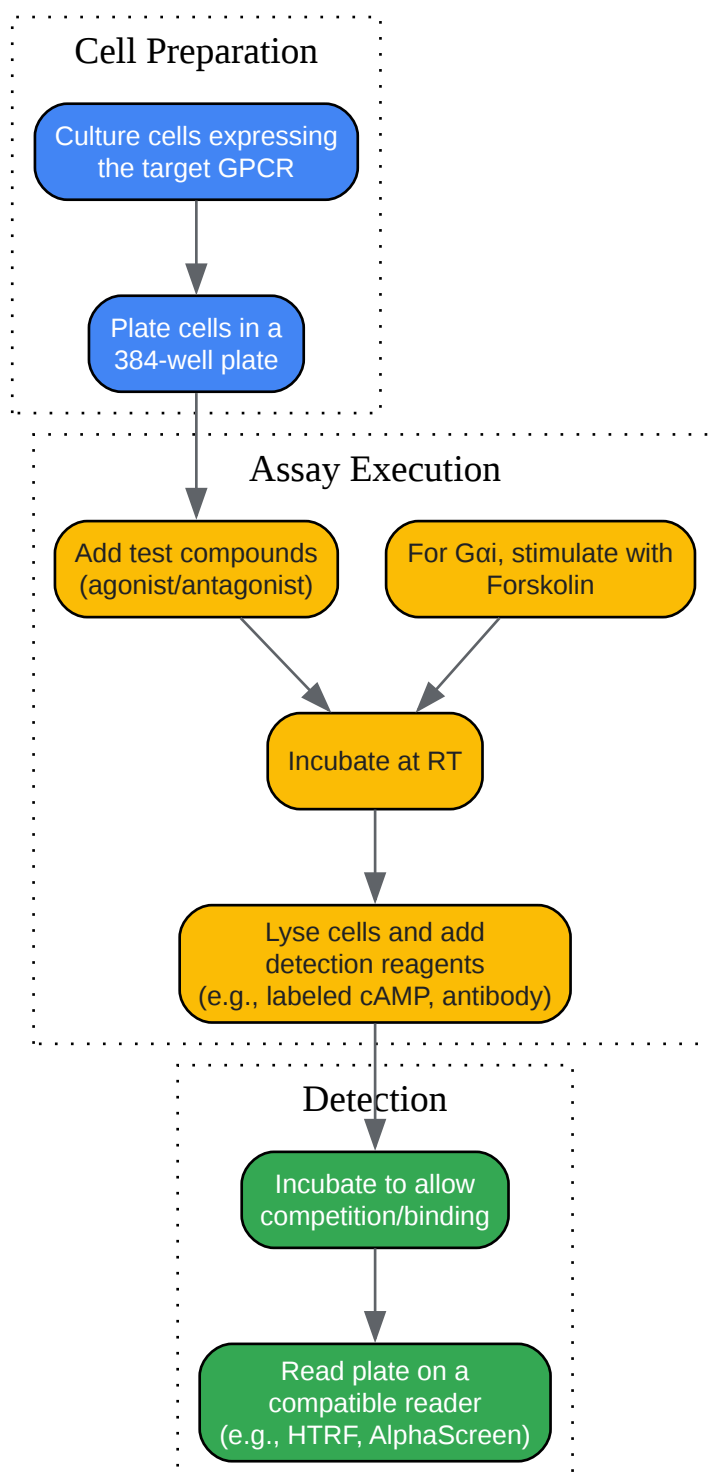 Cell Preparation
Culture cells expressing
the target GPCR
Plate cells in a
384-well plate
Assay Execution
Add test compounds
(agonist/antagonist)
For Gαi, stimulate with
Forskolin
Incubate at RT
Lyse cells and add
detection reagents
(e.g., labeled cAMP, antibody)
Detection
Incubate to allow
competition/binding
Read plate on a
compatible reader
(e.g., HTRF, AlphaScreen)